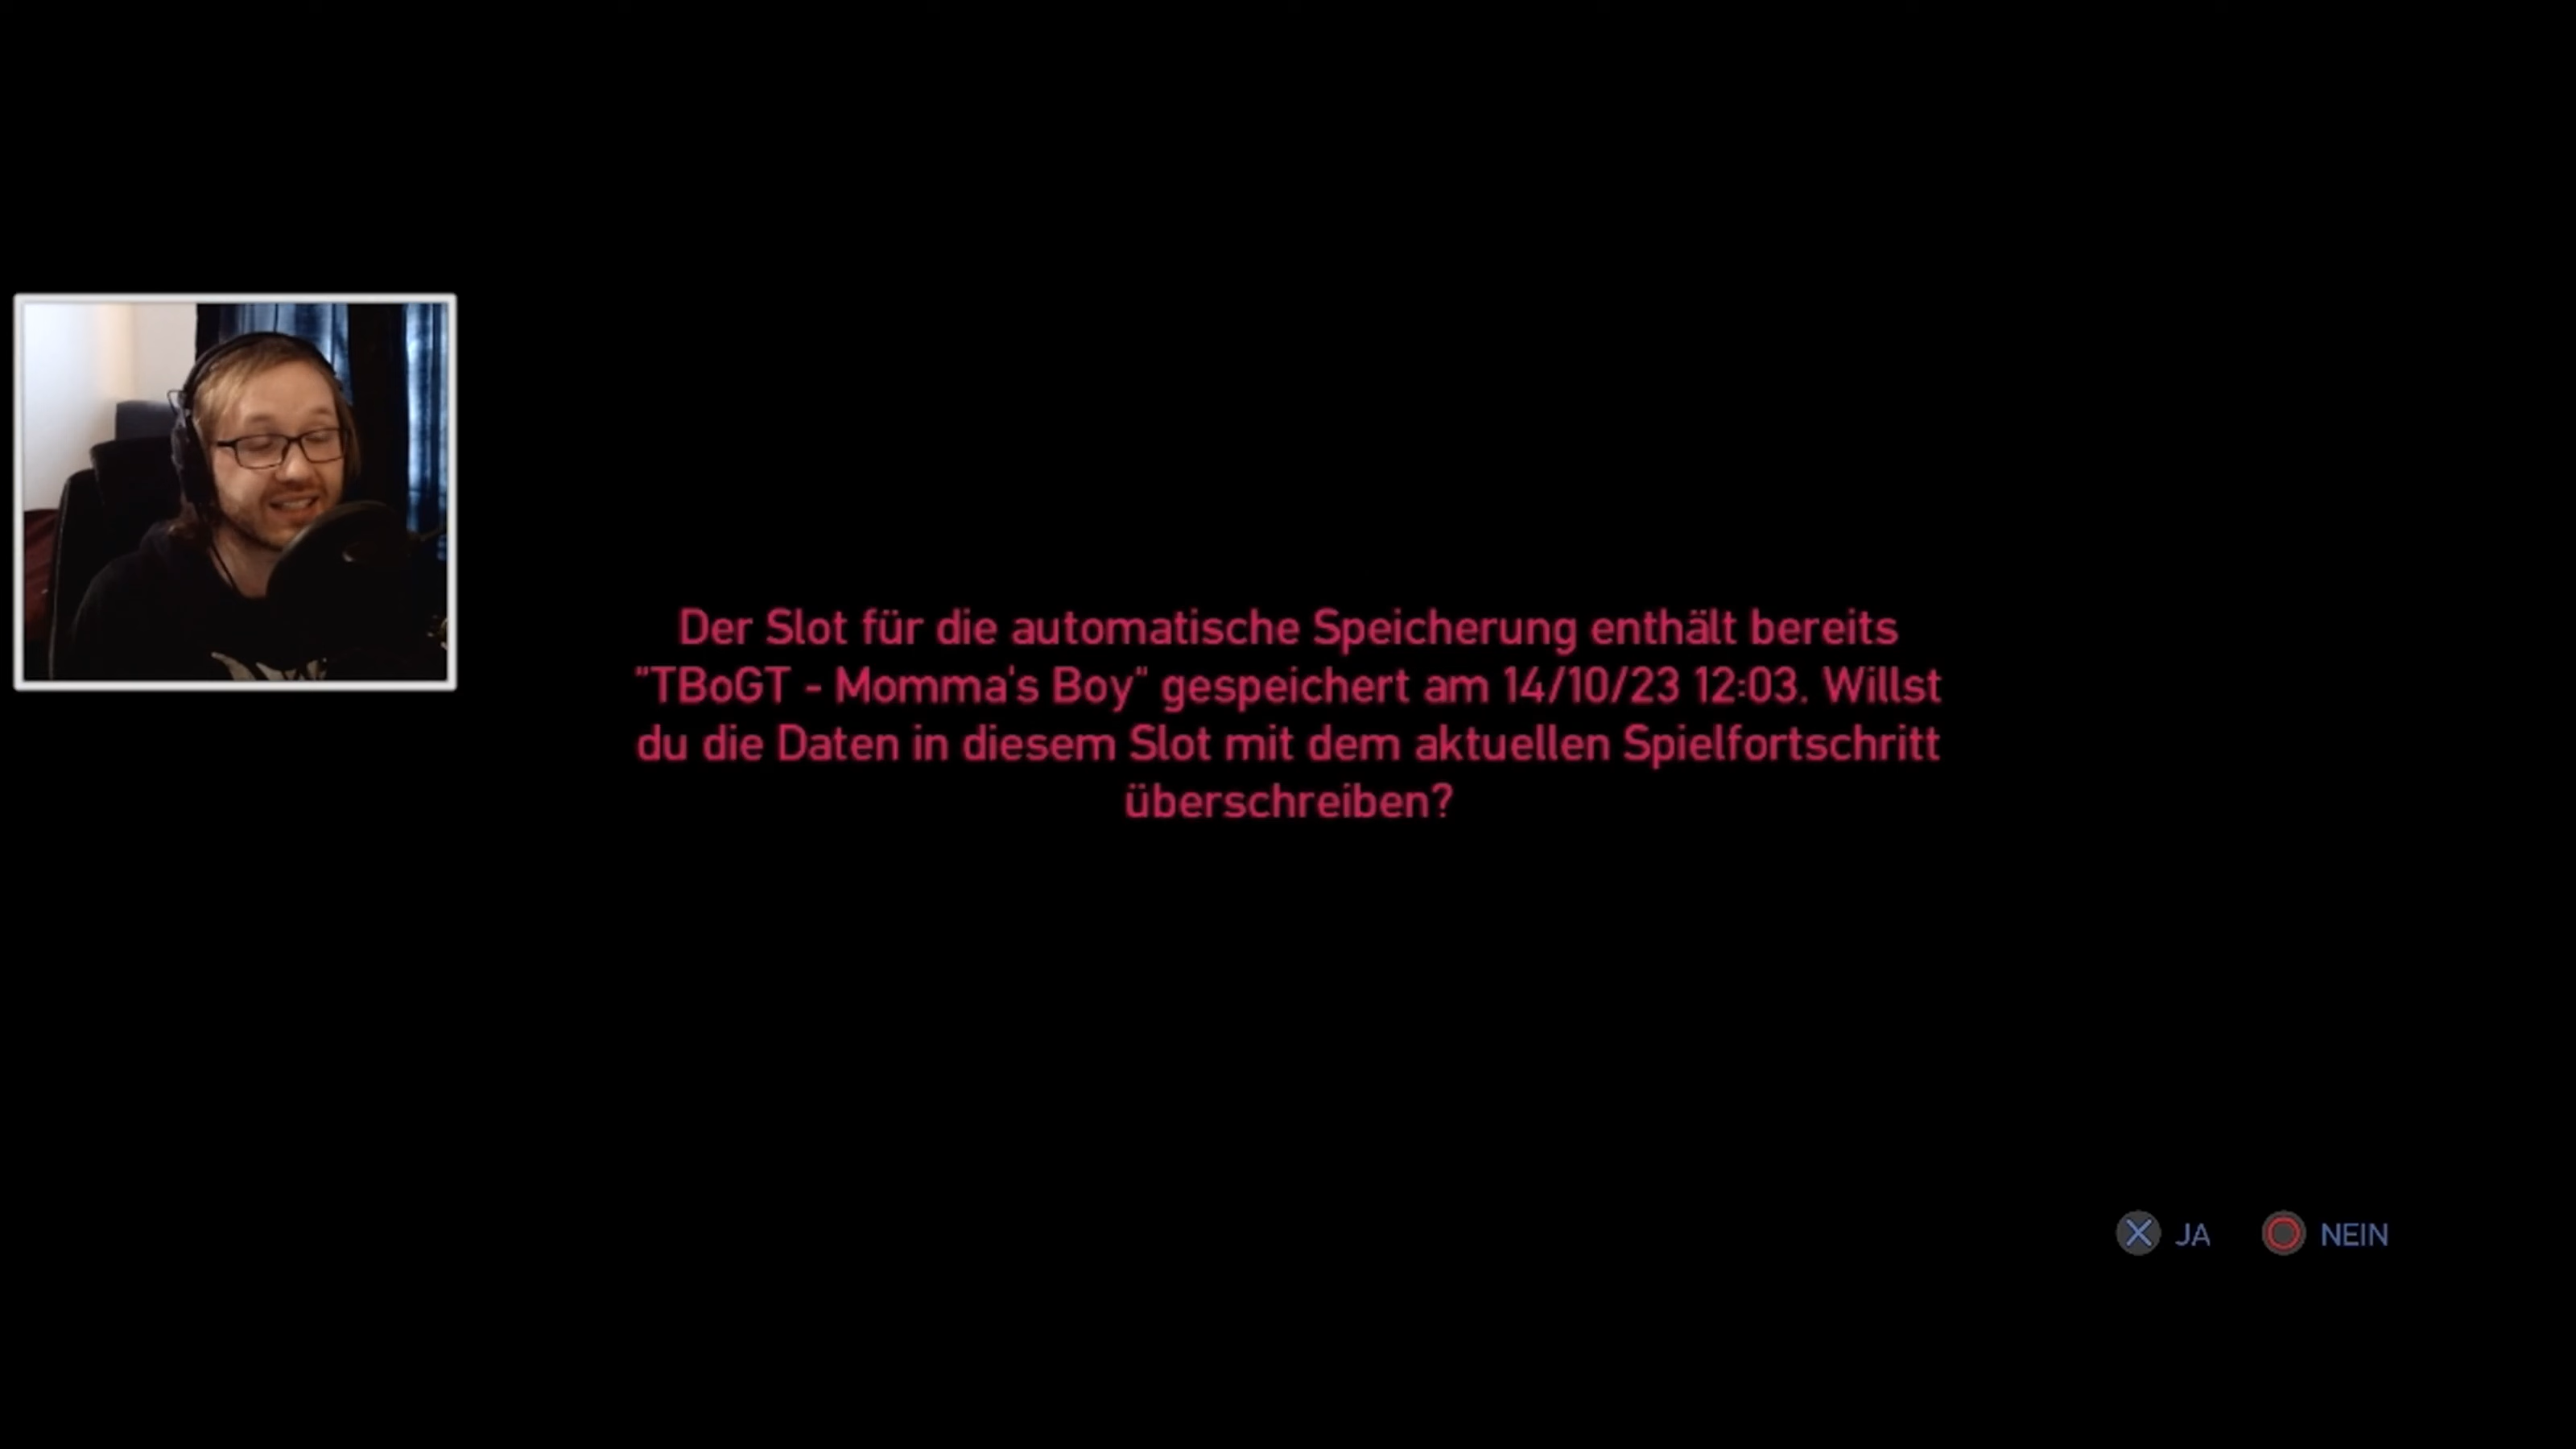 Der Slot für die automatische Speicherung enthält bereits
"TBoGT - Momma's Boy" gespeichert am 14/10/23 12:03. Willst
du die Daten in diesem Slot mit dem aktuellen Spielfortschritt
überschreiben?
JA NEIN